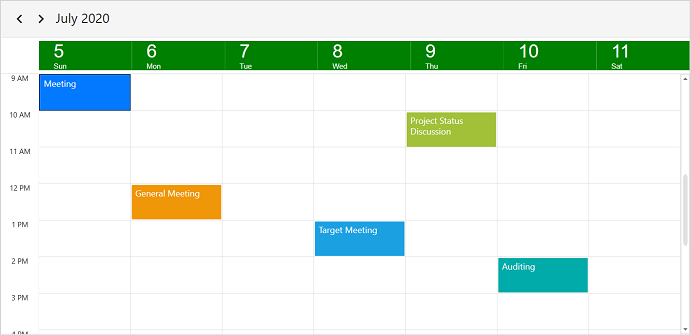 July 2020
5 6 7 8 9 10 11
Sun Mon Tue Wed Thu Fri Sat
9 AM
Meeting
10 AM
Project Status
Discussion
11 AM
12 PM
General Meeting
1 PM
Target Meeting
2 PM
Auditing
3 PM